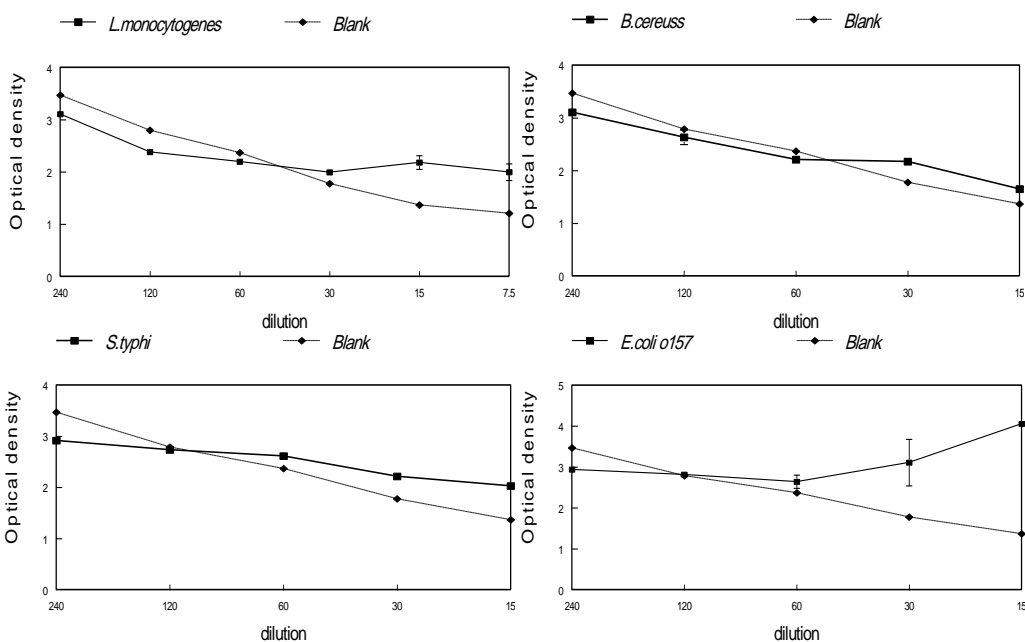 L.monocytogenes Blank
Optical density
4
3
2
1
0
240 120 60 30 15 7.5
dilution
B.cereuss Blank
Optical density
4
3
2
1
0
240 120 60 30 15
dilution
S.typhi Blank
Optical density
4
3
2
1
0
240 120 60 30 15
dilution
E.coli o157 Blank
Optical density
5
4
3
2
1
0
240 120 60 30 15
dilution